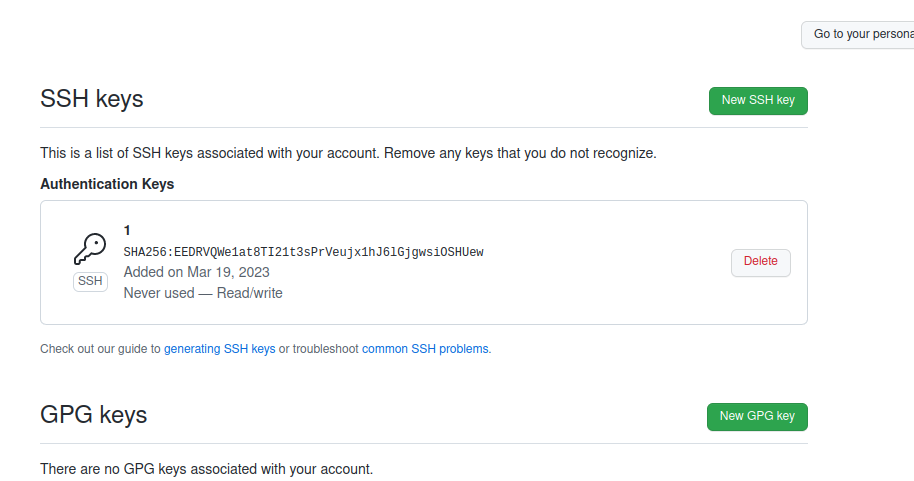 Go to your persona
SSH keys
New SSH key
This is a list of SSH keys associated with your account. Remove any keys that you do not recognize.
Authentication Keys
1
SHA256:EEDRVQWe1at8TI21t3sPrVeujx1hJ6lGjgwsiOSHUew
Added on Mar 19, 2023
Never used — Read/write
SSH
Delete
Check out our guide to generating SSH keys or troubleshoot common SSH problems.
GPG keys
New GPG key
There are no GPG keys associated with your account.